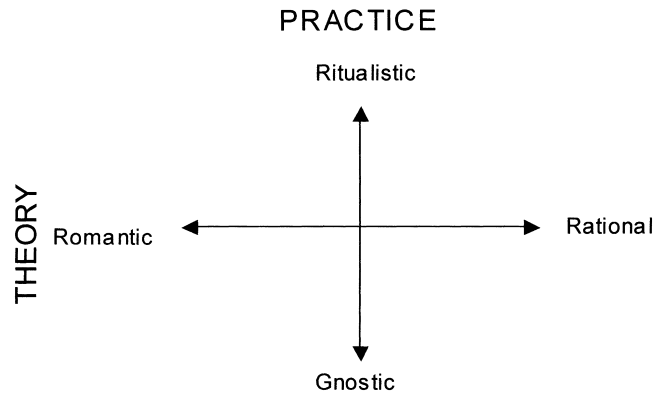 PRACTICE
Ritualistic
THEORY
Romantic
Rational
Gnostic